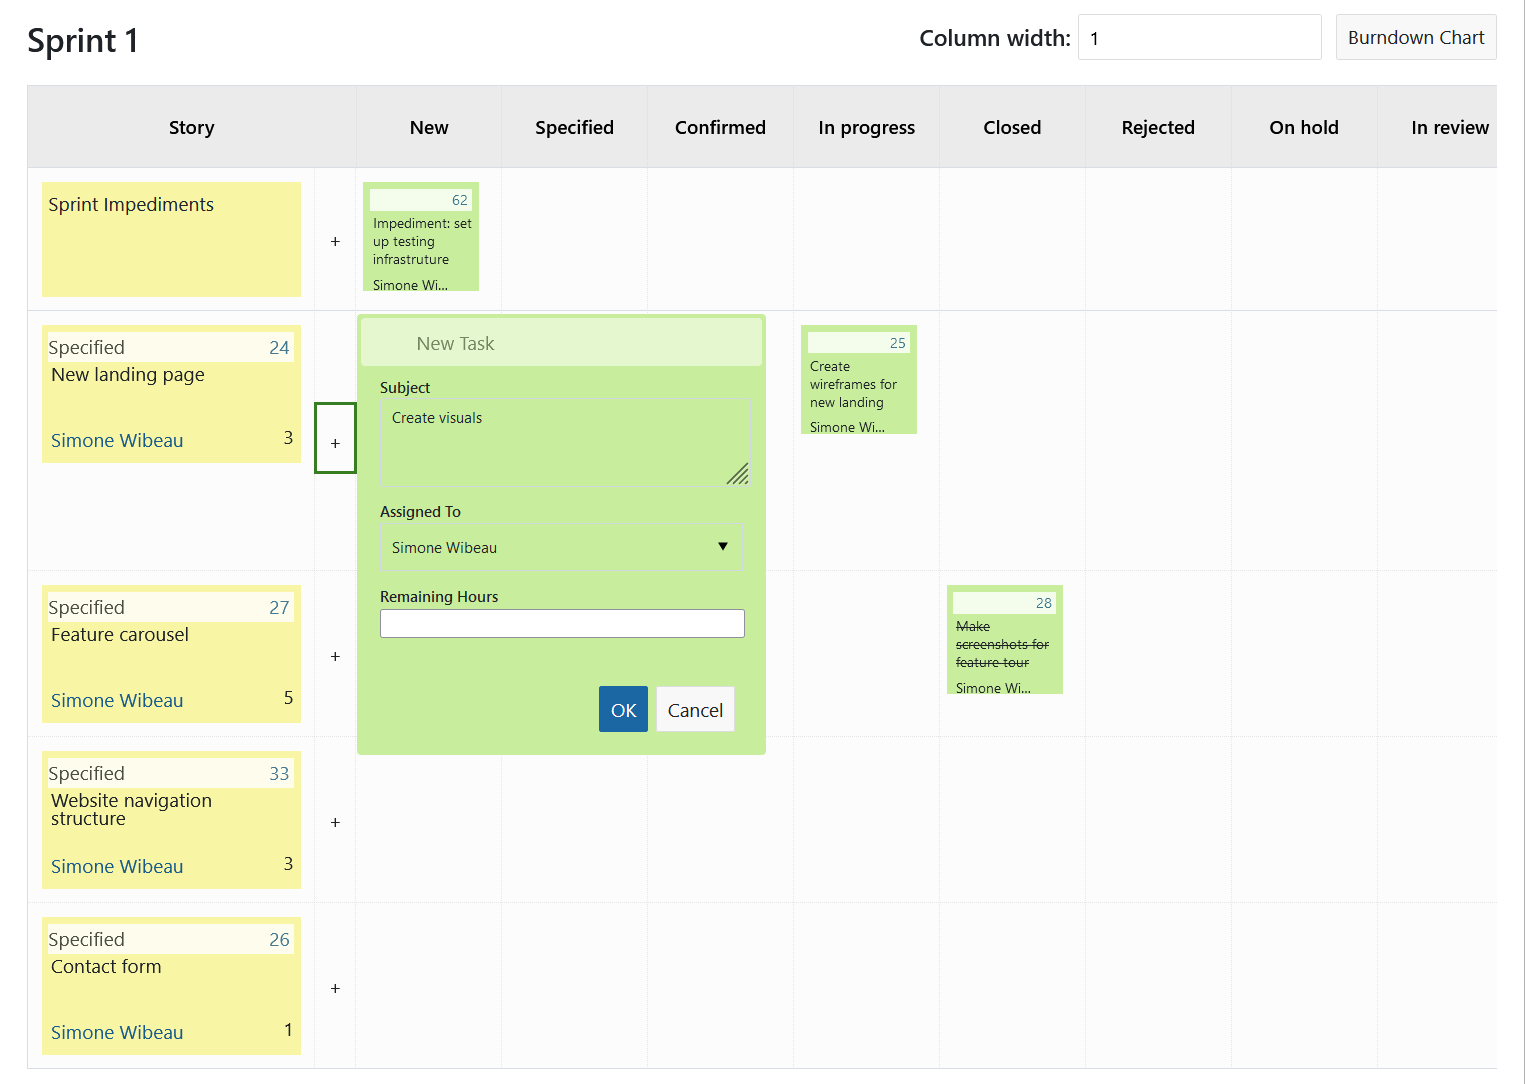 Sprint 1
Column width: 1 Burndown Chart
Story New Specified Confirmed In progress Closed Rejected On hold In review
Sprint Impediments
+
62
Impediment: set
up testing
infrastruture
Simone Wi...
Specified 24
New landing page
Simone Wibeau 3
+
New Task
Subject
Create visuals
Assigned To
Simone Wibeau
Remaining Hours
OK Cancel
25
Create
wireframes for
new landing
Simone Wi...
Specified 27
Feature carousel
Simone Wibeau 5
+
28
Make
screenshots for
feature tour
Simone Wi...
Specified 33
Website navigation
structure
Simone Wibeau 3
+
Specified 26
Contact form
Simone Wibeau 1
+